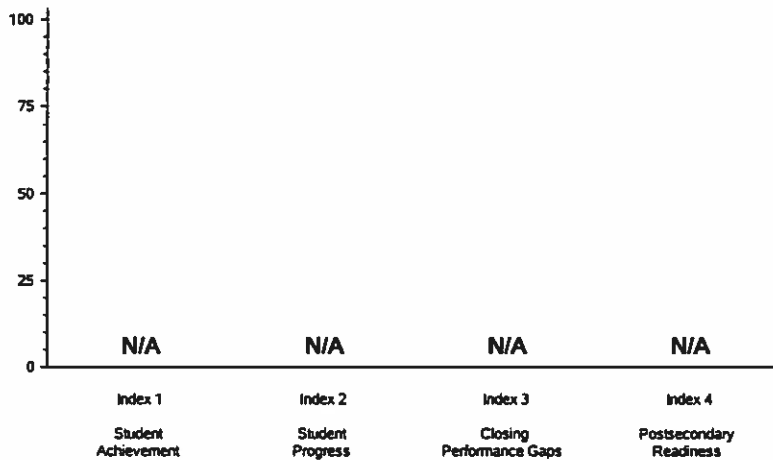 100
75
50
25
N/A N/A N/A N/A
0
Index 1 Index 2 Index 3 Index 4
Student Student Closing Postsecondary
Achievement Progress Performance Gaps Readiness